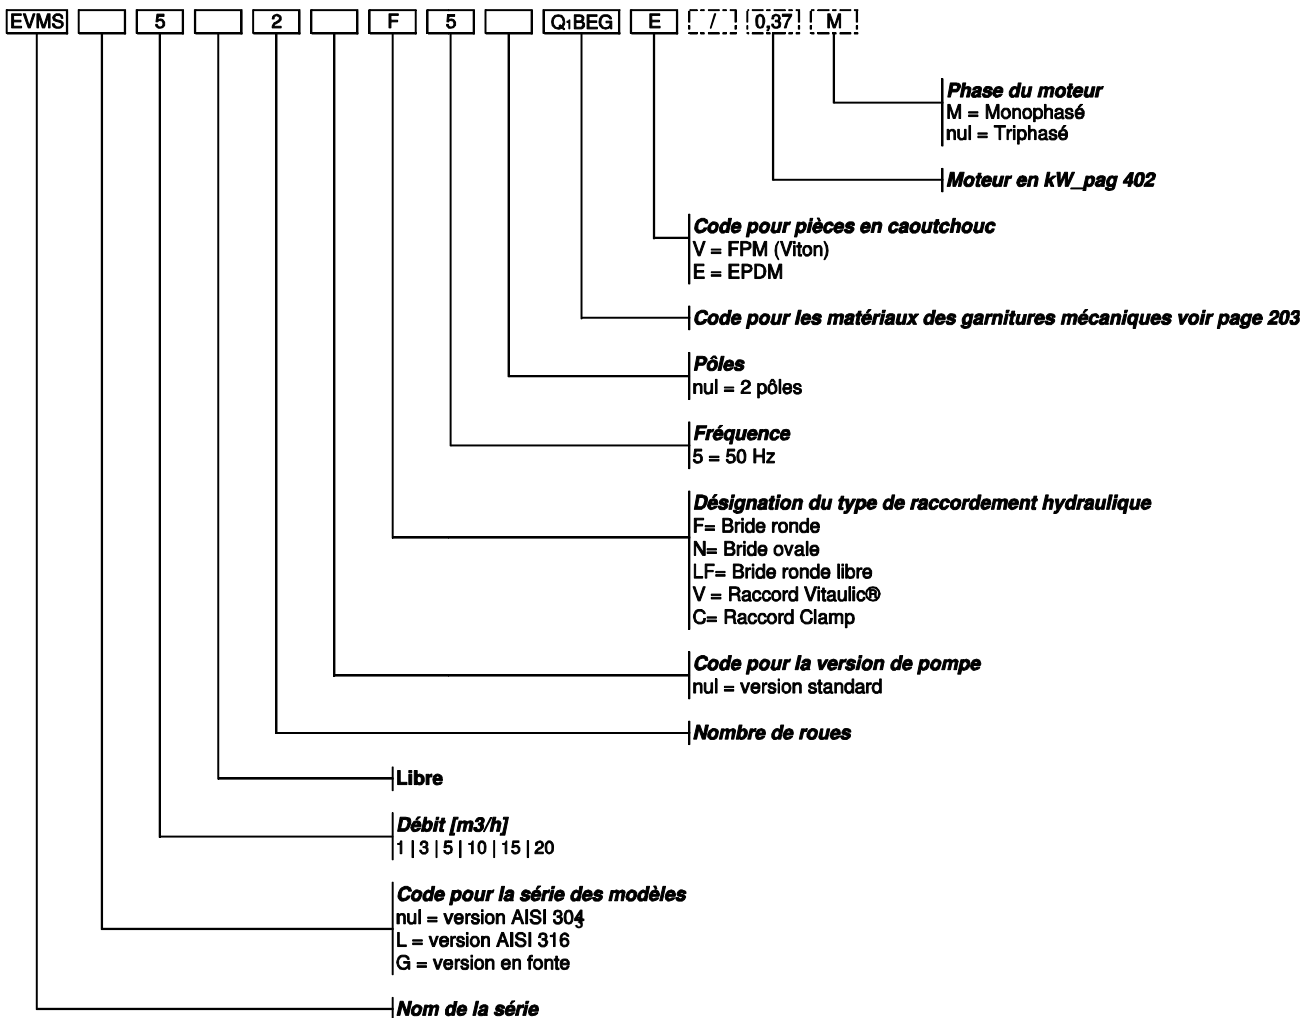 EVMS 5 2 F 5 Q1BEG E / 0,37 M
Phase du moteur
M = Monophasé
nul = Triphasé
Moteur en kW_pag 402
Code pour pièces en caoutchouc
V = FPM (Viton)
E = EPDM
Code pour les matériaux des garnitures mécaniques voir page 203
Pôles
nul = 2 pôles
Fréquence
5 = 50 Hz
Désignation du type de raccordement hydraulique
F= Bride ronde
N= Bride ovale
LF= Bride ronde libre
V = Raccord Vitaulic®
C= Raccord Clamp
Code pour la version de pompe
nul = version standard
Nombre de roues
Libre
Débit [m3/h]
1 | 3 | 5 | 10 | 15 | 20
Code pour la série des modèles
nul = version AISI 304
3
L = version AISI 316
G = version en fonte
Nom de la série